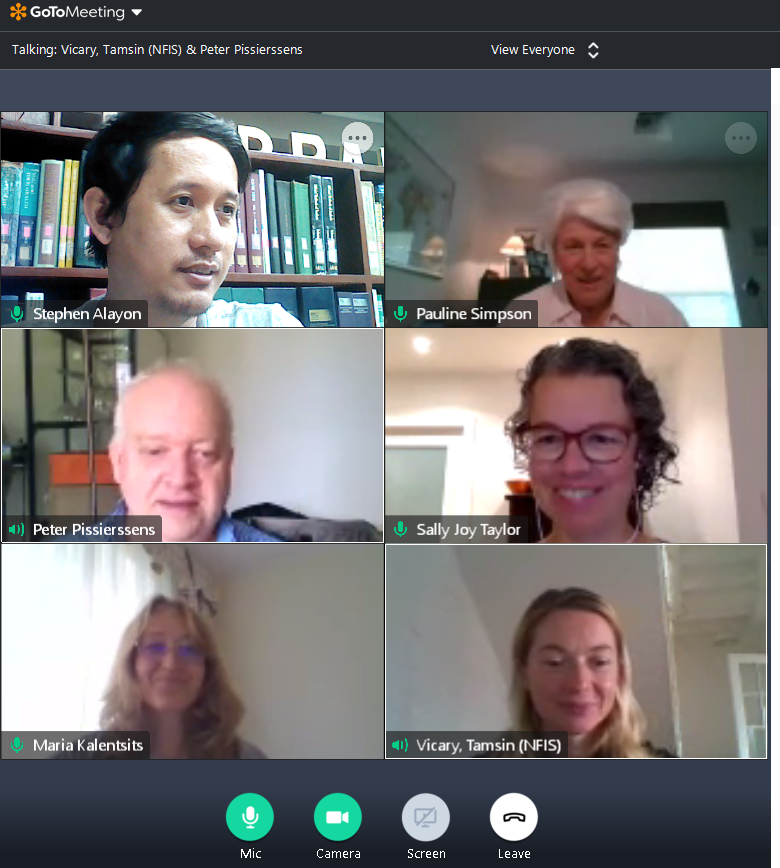 GoToMeeting
Talking: Vicary, Tamsin (NFIS) & Peter Pissierssens
View Everyone
Stephen Alayon
Pauline Simpson
Peter Pissierssens
Sally Joy Taylor
Maria Kalentsits
Vicary, Tamsin (NFIS)
Mic
Camera
Screen
Leave